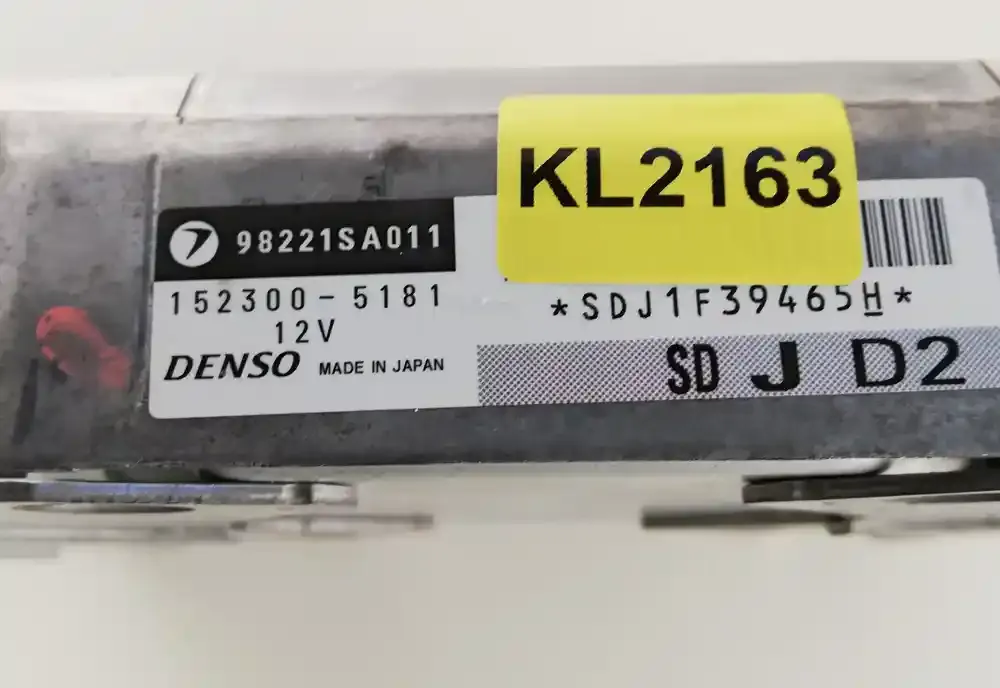 KL2163
98221SA011
152300-5181
12V
DENSO MADE IN JAPAN
*SDJ1F39465H*
SD J D2